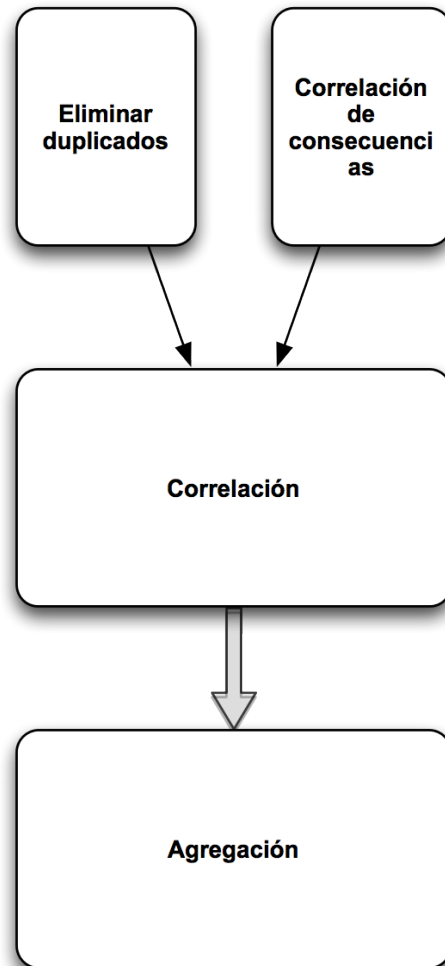 Eliminar
duplicados
Correlación
de
consecuenci
as
Correlación
Agregación